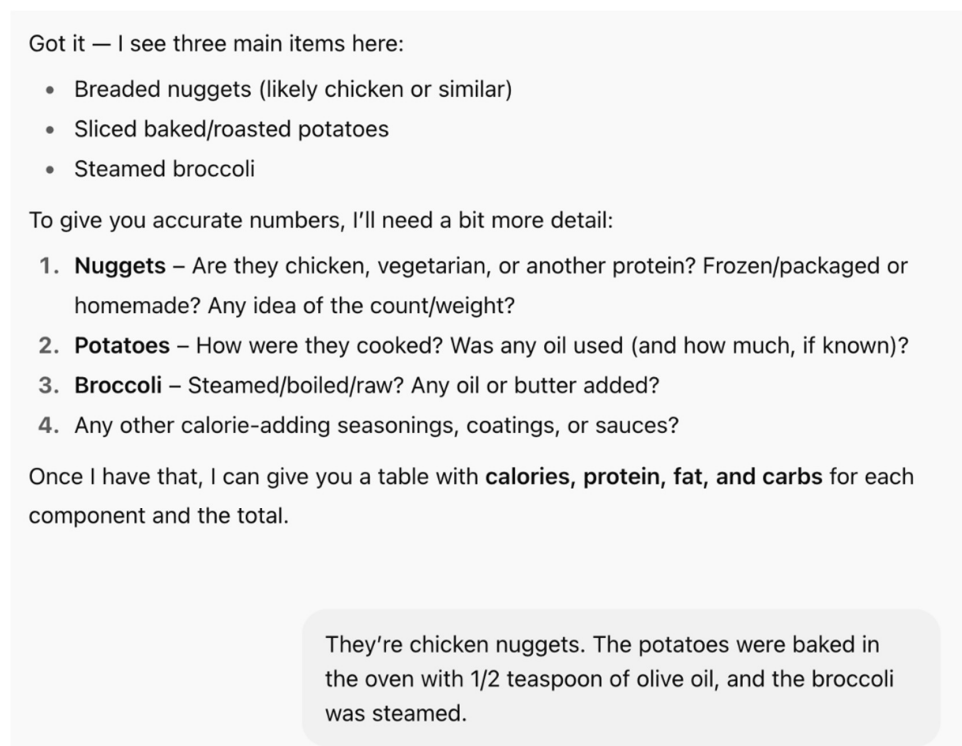 Got it — I see three main items here:
• Breaded nuggets (likely chicken or similar)
• Sliced baked/roasted potatoes
• Steamed broccoli
To give you accurate numbers, I’ll need a bit more detail:
1. Nuggets – Are they chicken, vegetarian, or another protein? Frozen/packaged or
homemade? Any idea of the count/weight?
2. Potatoes – How were they cooked? Was any oil used (and how much, if known)?
3. Broccoli – Steamed/boiled/raw? Any oil or butter added?
4. Any other calorie-adding seasonings, coatings, or sauces?
Once I have that, I can give you a table with calories, protein, fat, and carbs for each
component and the total.
They’re chicken nuggets. The potatoes were baked in
the oven with 1/2 teaspoon of olive oil, and the broccoli
was steamed.